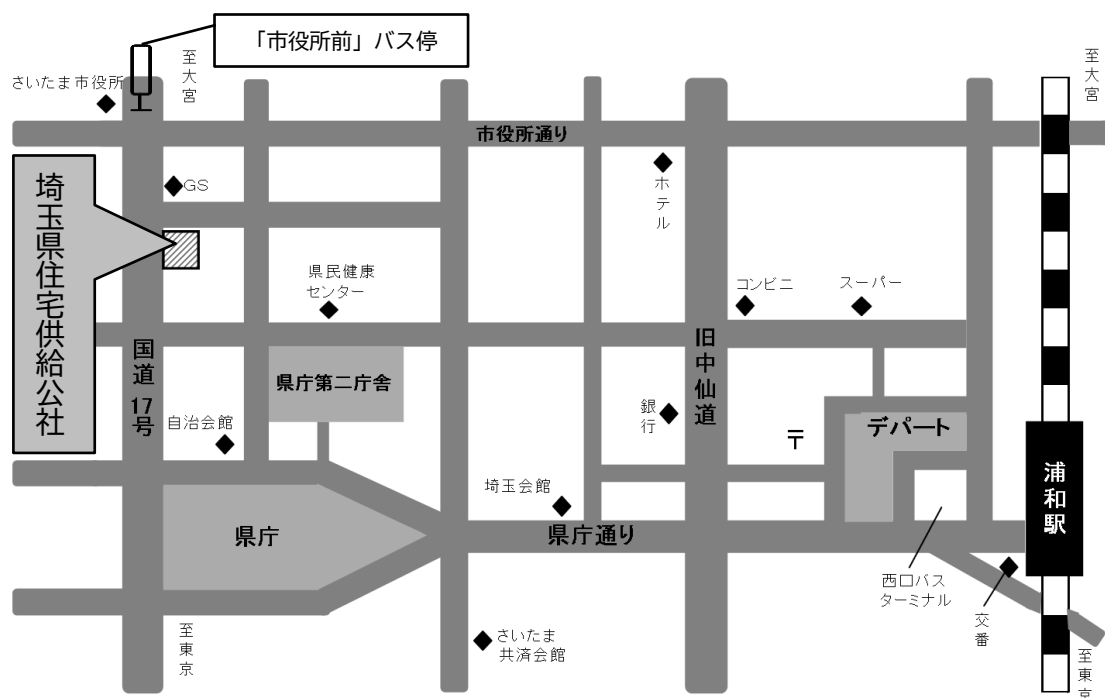 「市役所前」バス停
至大宮
至大宮
さいたま市役所
市役所通り
GS
ホテル
埼玉県住宅供給公社
県民健康
センター
コンビニ
スーパー
国道17号
旧中仙道
県庁第二庁舎
銀行
自治会館
〒
デパート
浦和駅
埼玉会館
県庁
県庁通り
西口バス
ターミナル
交番
至東京
さいたま
共済会館
至東京